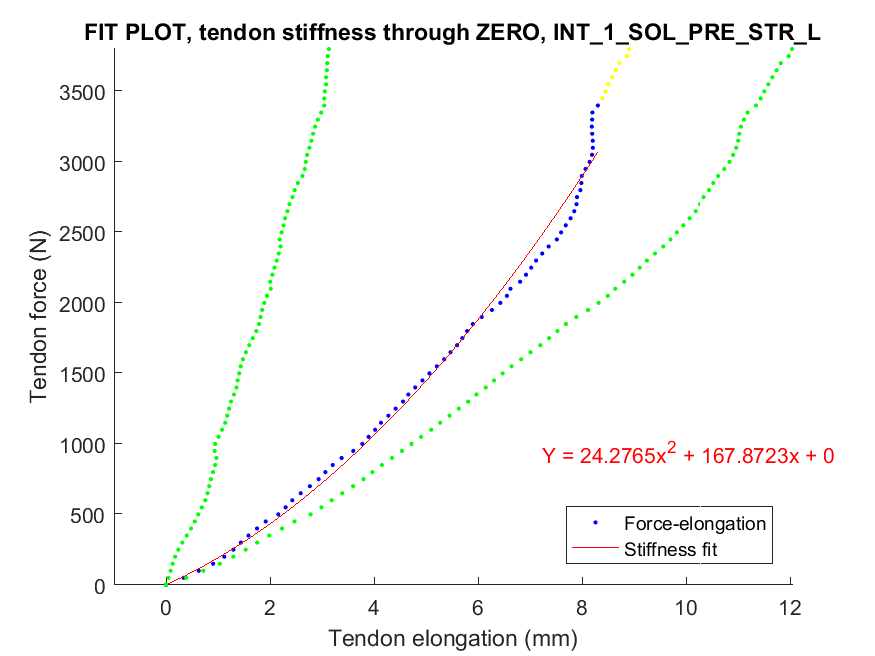 FIT PLOT, tendon stiffness through ZERO, INT_1_SOL_PRE_STR_L
3500
3000
2500
2000
1500
1000
500
0
Tendon force (N)
Y = 24.2765x² + 167.8723x + 0
Force-elongation
Stiffness fit
0 2 4 6 8 10 12
Tendon elongation (mm)